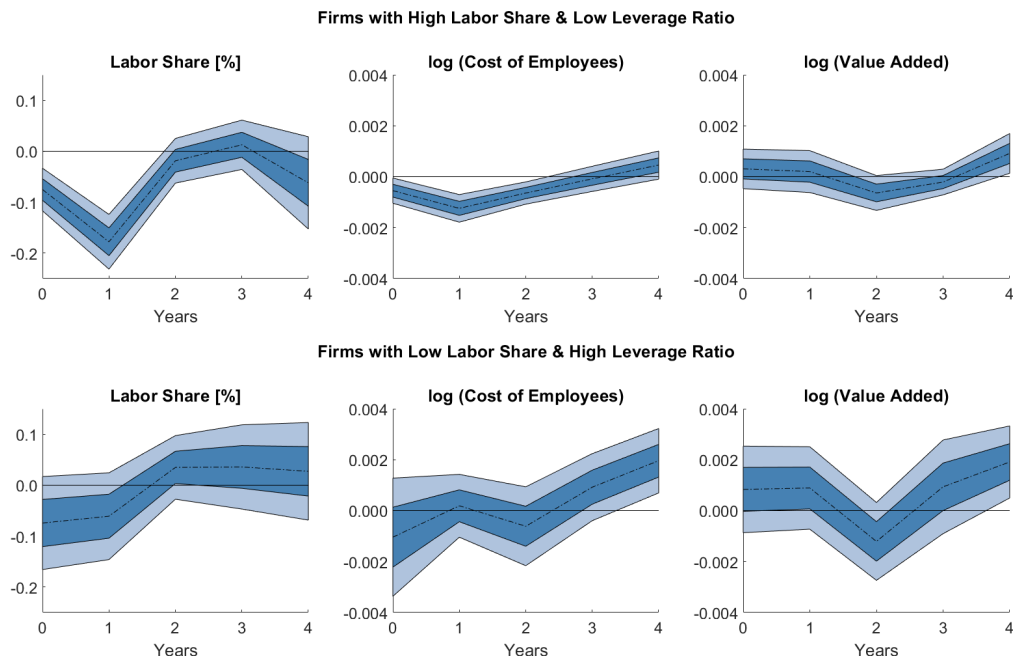 Firms with High Labor Share & Low Leverage Ratio
Labor Share [%]
log (Cost of Employees)
log (Value Added)
0.1
0.0
-0.1
-0.2
0 1 2 3 4
Years
0.004
0.002
0.000
-0.002
-0.004
0 1 2 3 4
Years
0.004
0.002
0.000
-0.002
-0.004
0 1 2 3 4
Years
Firms with Low Labor Share & High Leverage Ratio
Labor Share [%]
log (Cost of Employees)
log (Value Added)
0.1
0.0
-0.1
-0.2
0 1 2 3 4
Years
0.004
0.002
0.000
-0.002
-0.004
0 1 2 3 4
Years
0.004
0.002
0.000
-0.002
-0.004
0 1 2 3 4
Years